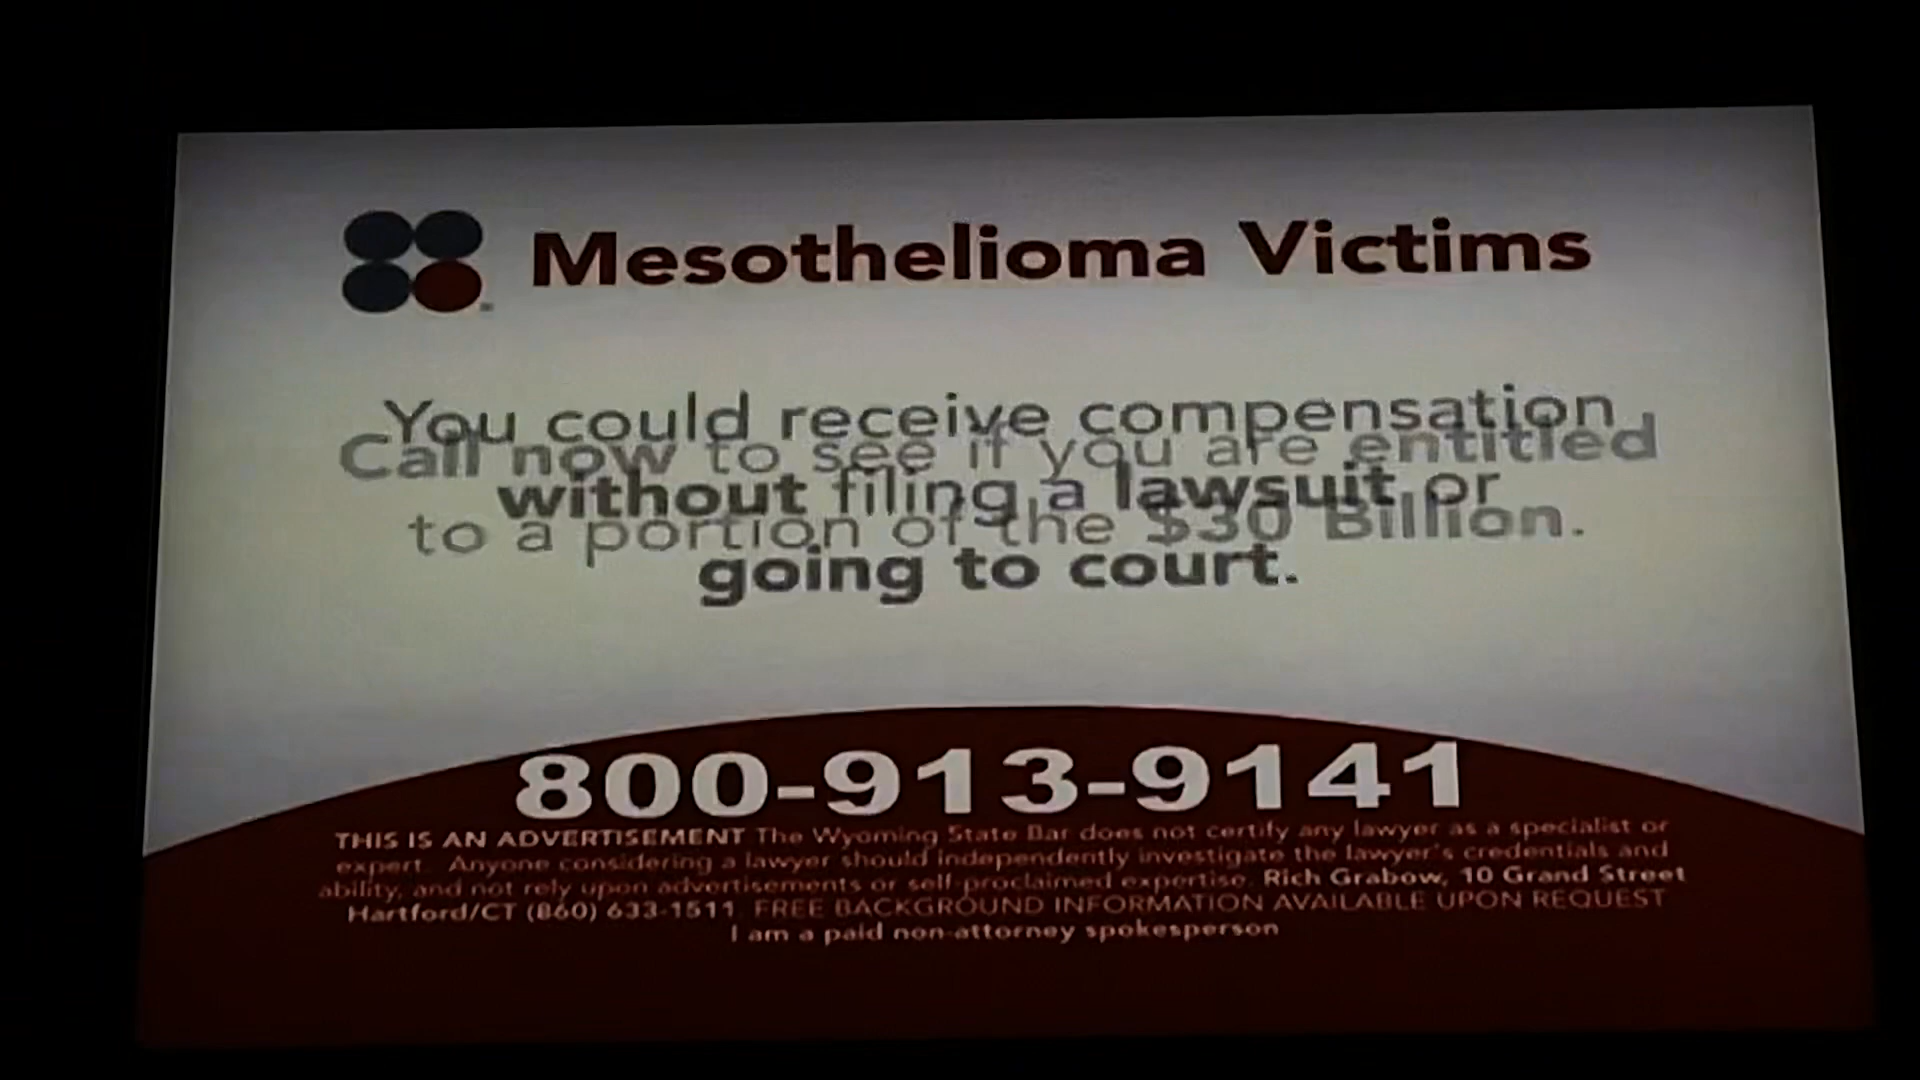 Mesothelioma Victims
You could receive compensation
Call now to see if you are entitled
without filing a lawsuit or
to a portion of the $30 Billion.
going to court.
800-913-9141
THIS IS AN ADVERTISEMENT The Wyoming State Bar does not certify any lawyer as a specialist or
expert. Anyone considering a lawyer should independently investigate the lawyer's credentials and
ability, and not rely upon advertisements or self-proclaimed expertise. Rich Grabow, 10 Grand Street
Hartford/CT (860) 633-1511 FREE BACKGROUND INFORMATION AVAILABLE UPON REQUEST
I am a paid non-attorney spokesperson